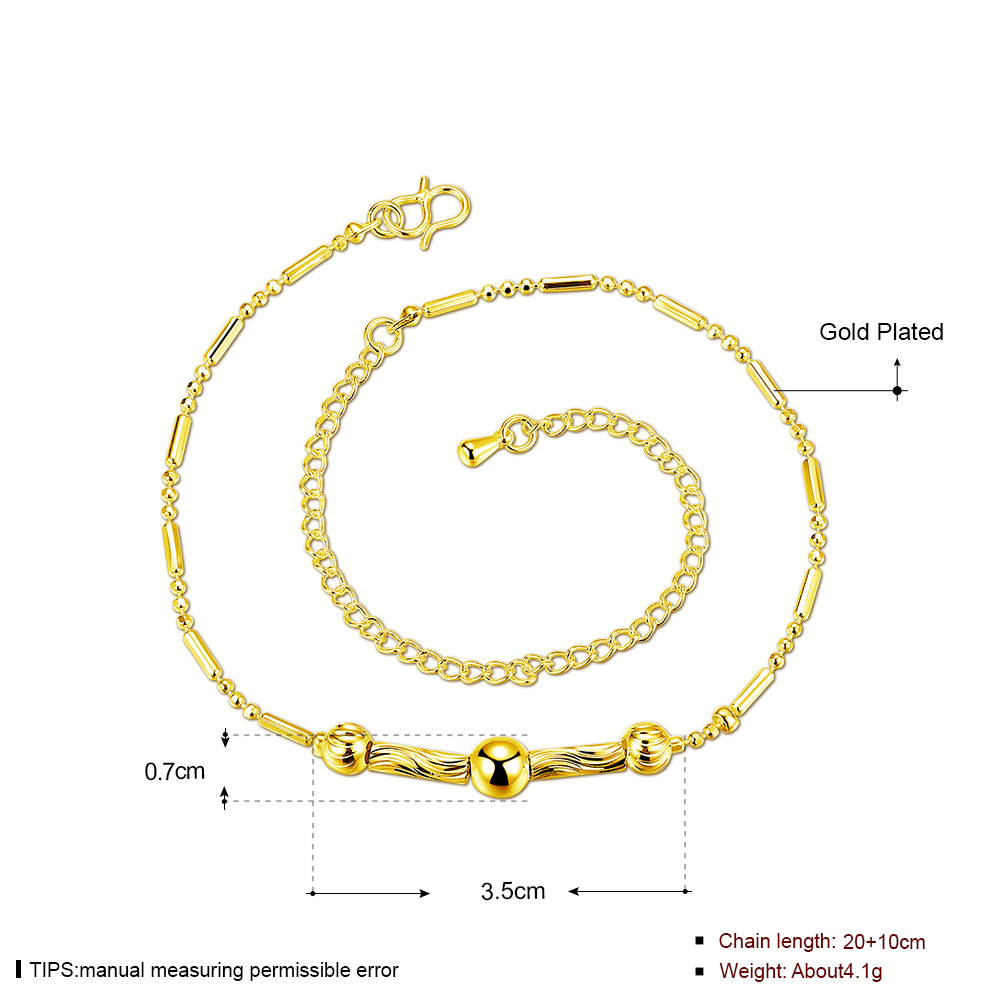 Gold Plated
0.7cm
3.5cm
Chain length: 20+10cm
TIPS:manual measuring permissible error
Weight: About4.1g